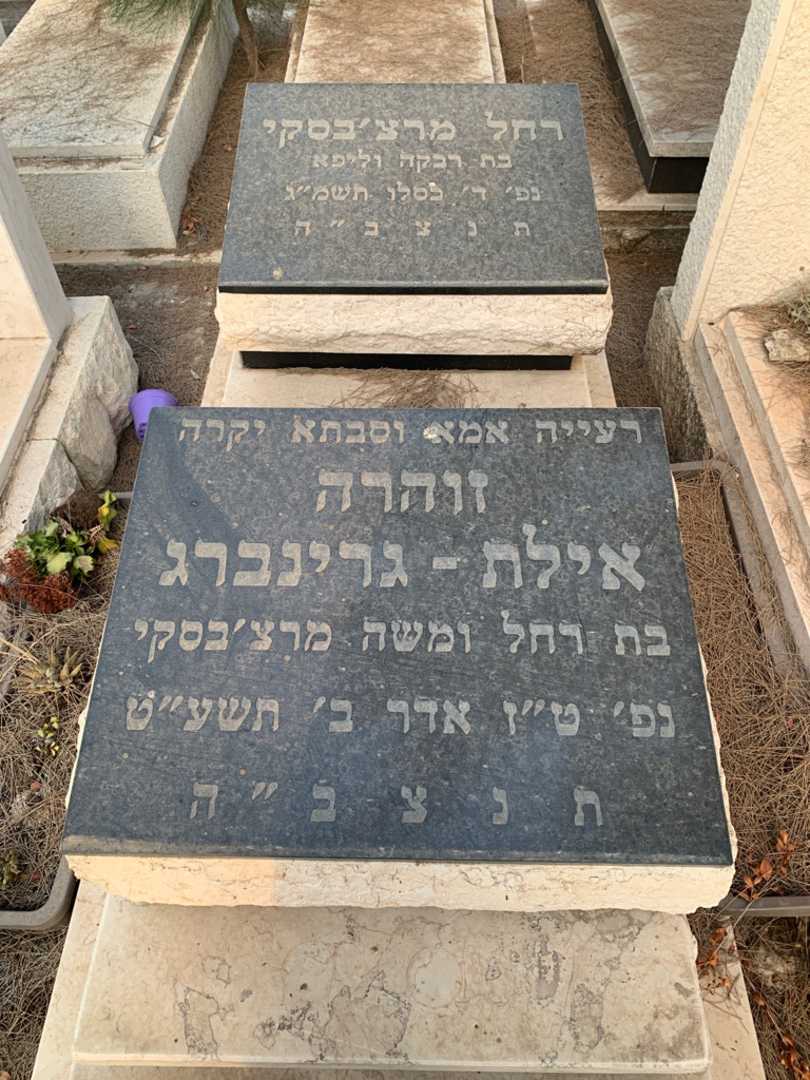 רחל מרצ'בסקי
בת רבקה וליפא
נפ' ד' כסלו תשמ"ג
ת נ צ ב " ה
רעייה אמא וסבתא יקרה
זוהרה
אילת - גרינברג
בת רחל ומשה מרצ'בסקי
נפ' ט"ז אדר ב' תשע"ט
ת נ צ ב " ה